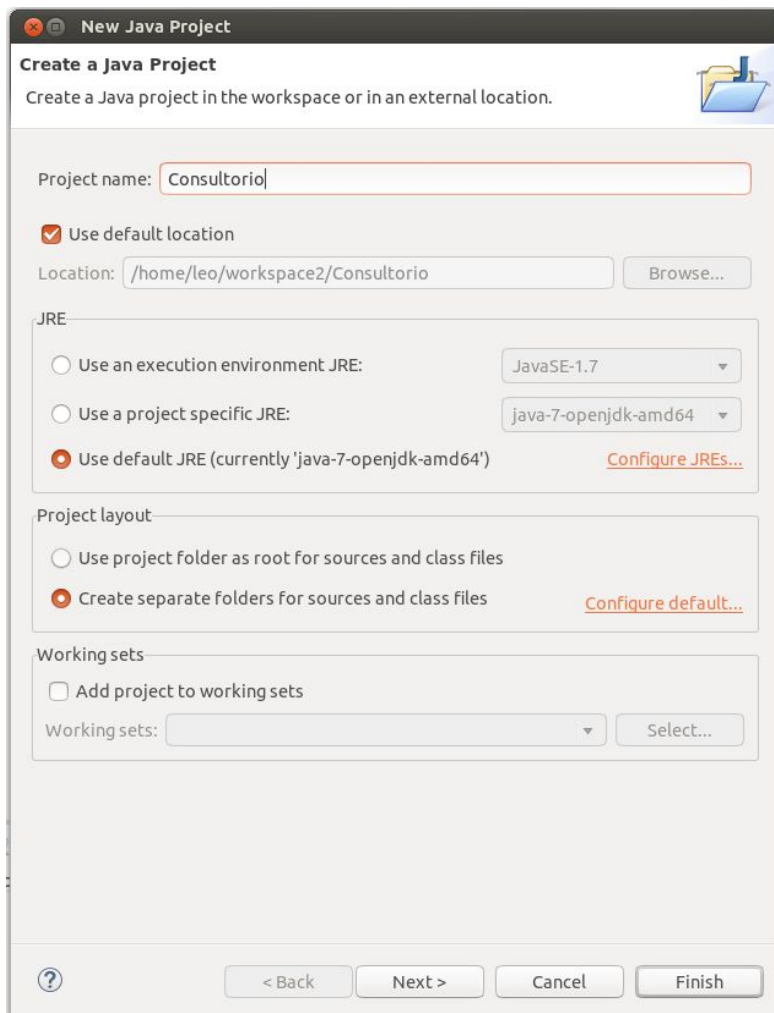 New Java Project
Create a Java Project
Create a Java project in the workspace or in an external location.
Project name: Consultorio
Use default location
Location: /home/leo/workspace2/Consultorio Browse...
JRE
Use an execution environment JRE: JavaSE-1.7
Use a project specific JRE: java-7-openjdk-amd64
Use default JRE (currently 'java-7-openjdk-amd64') Configure JREs...
Project layout
Use project folder as root for sources and class files
Create separate folders for sources and class files Configure default...
Working sets
Add project to working sets
Working sets: Select...
? < Back Next > Cancel Finish